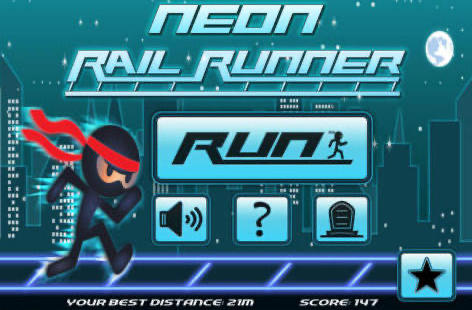 NEON
RAIL RUNNER
RUN
?
YOUR BEST DISTANCE: 21M SCORE: 147